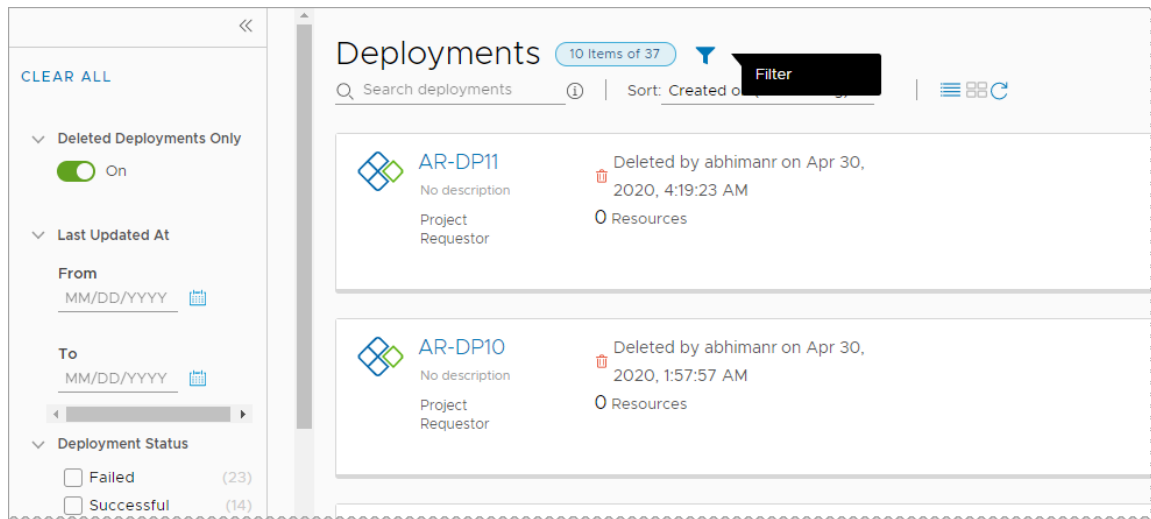 CLEAR ALL
Deleted Deployments Only
On
Last Updated At
From
MM/DD/YYYY
To
MM/DD/YYYY
Deployment Status
Failed (23)
Successful (14)
Deployments 10 Items of 37
Filter
Search deployments Sort: Created
AR-DP11
No description
Project
Requestor
Deleted by abhimanr on Apr 30,
2020, 4:19:23 AM
0 Resources
AR-DP10
No description
Project
Requestor
Deleted by abhimanr on Apr 30,
2020, 1:57:57 AM
0 Resources